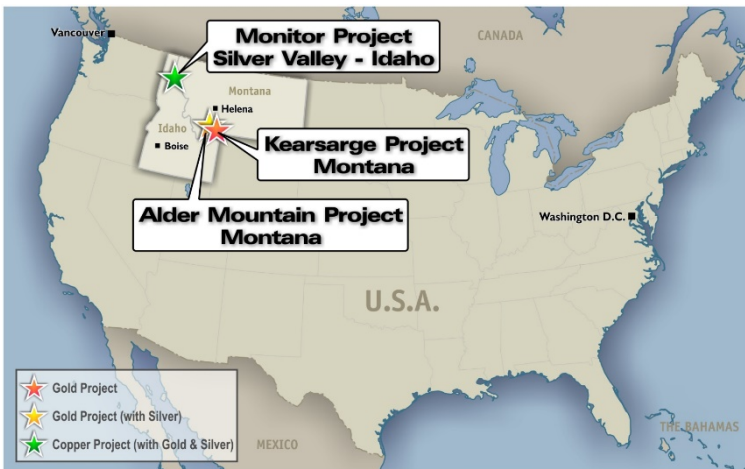 Vancouver
CANADA
Monitor Project
Silver Valley - Idaho
Montana
Helena
Idaho
Boise
Kearsarge Project
Montana
Alder Mountain Project
Montana
Washington D.C.
U.S.A.
Gold Project
Gold Project (with Silver)
Copper Project (with Gold & Silver)
MEXICO
THE BAHAMAS